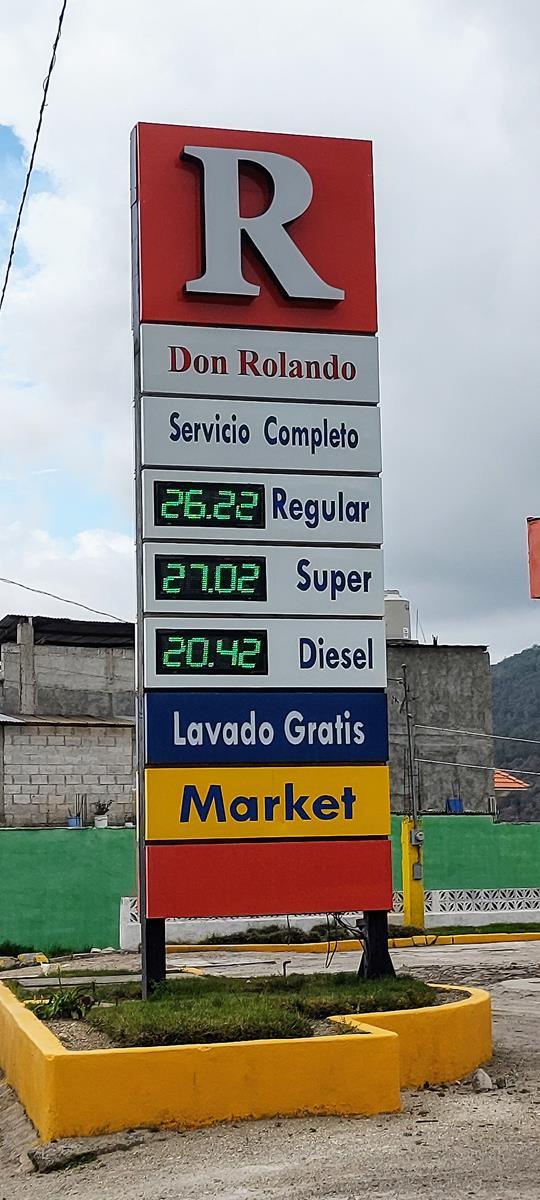 R
Don Rolando
Servicio Completo
26.22 Regular
27.02 Super
20.42 Diesel
Lavado Gratis
Market